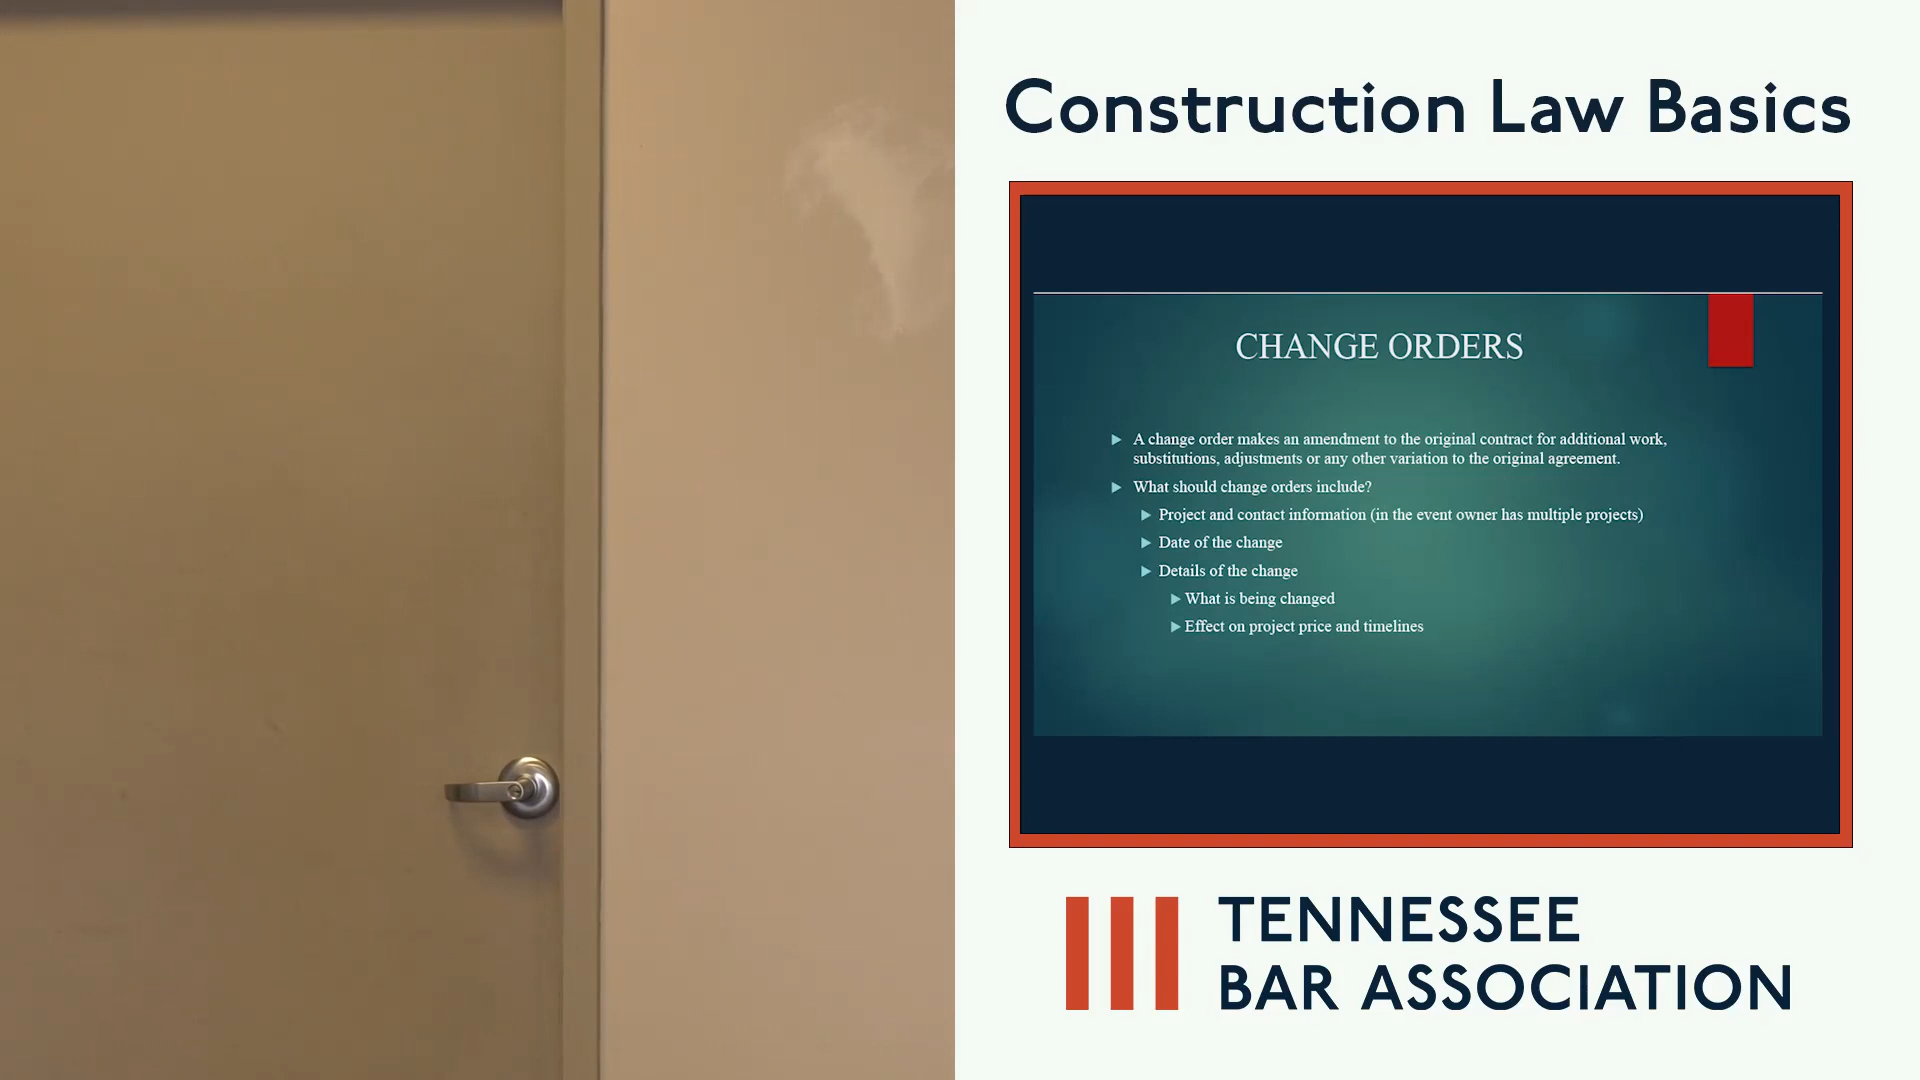 Construction Law Basics
CHANGE ORDERS
A change order makes an amendment to the original contract for additional work,
substitutions, adjustments or any other variation to the original agreement.
What should change orders include?
Project and contact information (in the event owner has multiple projects)
Date of the change
Details of the change
What is being changed
Effect on project price and timelines
TENNESSEE
BAR ASSOCIATION